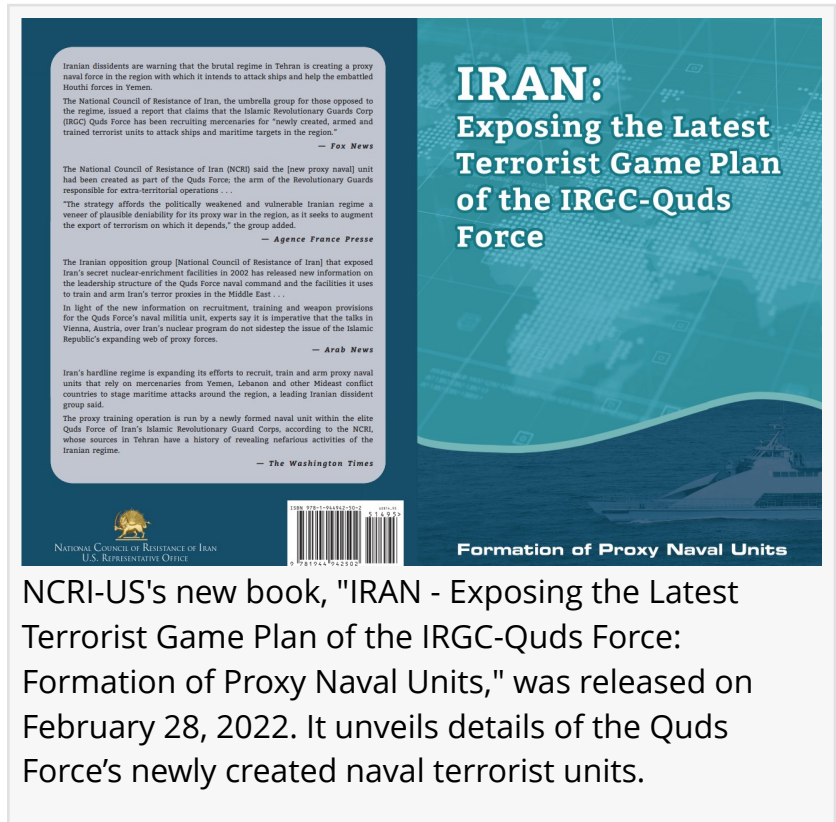 Iranian dissidents are warning that the brutal regime in Tehran is creating a proxy
naval force in the region with which it intends to attack ships and help the embattled
Houthi forces in Yemen.
The National Council of Resistance of Iran, the umbrella group for those opposed to
the regime, issued a report that claims that the Islamic Revolutionary Guards Corp
(IRGC) Quds Force has been recruiting mercenaries for “newly created, armed and
trained terrorist units to attack ships and maritime targets in the region.”
— Fox News
The National Council of Resistance of Iran (NCRI) said the [new proxy naval] unit
had been created as part of the Quds Force; the arm of the Revolutionary Guards
responsible for extra-territorial operations . . .
“The strategy affords the politically weakened and vulnerable Iranian regime a
veneer of plausible deniability for its proxy war in the region, as it seeks to augment
the export of terrorism on which it depends,” the group added.
— Agence France Presse
The Iranian opposition group [National Council of Resistance of Iran] that exposed
Iran’s secret nuclear-enrichment facilities in 2002 has released new information on
the leadership structure of the Quds Force naval command and the facilities it uses
to train and arm Iran’s terror proxies in the Middle East . . .
In light of the new information on recruitment, training and weapon provisions
for the Quds Force’s naval militia unit, experts say it is imperative that the talks in
Vienna, Austria, over Iran’s nuclear program do not sidestep the issue of the Islamic
Republic’s expanding web of proxy forces.
— Arab News
Iran’s hardline regime is expanding its efforts to recruit, train and arm proxy naval
units that rely on mercenaries from Yemen, Lebanon and other Mideast conflict
countries to stage maritime attacks around the region, a leading Iranian dissident
group said.
The proxy training operation is run by a newly formed naval unit within the elite
Quds Force of Iran’s Islamic Revolutionary Guard Corps, according to the NCRI,
whose sources in Tehran have a history of revealing nefarious activities of the
Iranian regime.
— The Washington Times
NATIONAL COUNCIL OF RESISTANCE OF IRAN
U.S. REPRESENTATIVE OFFICE
ISBN 978-1-944942-50-2
51495>
9 781944 942502
IRAN:
Exposing the Latest
Terrorist Game Plan
of the IRGC-Quds
Force
Formation of Proxy Naval Units
NCRI-US's new book, "IRAN - Exposing the Latest
Terrorist Game Plan of the IRGC-Quds Force:
Formation of Proxy Naval Units," was released on
February 28, 2022. It unveils details of the Quds
Force’s newly created naval terrorist units.